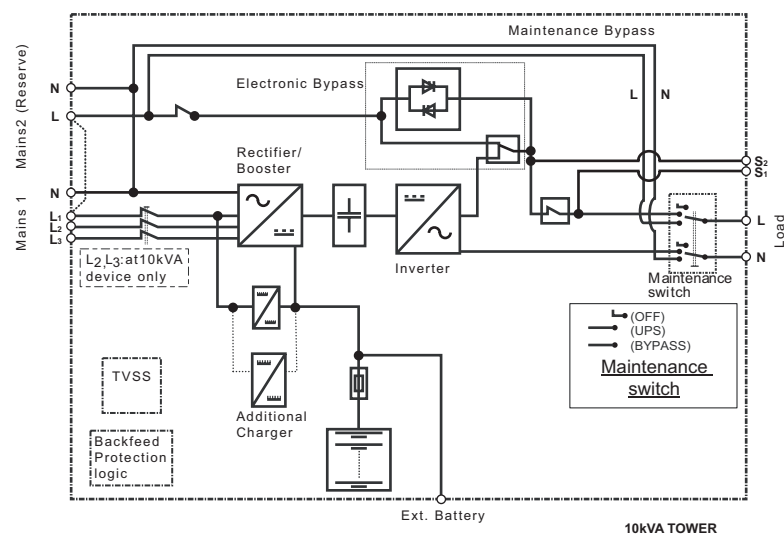 Maintenance Bypass
Mains2 (Reserve)
N
L
Electronic Bypass
L N
Rectifier/
Booster
S2
S1
Mains 1
N
L1
L2
L3
L2,L3:at10kVA
device only
Inverter
L
N
Load
Maintenance
switch
(OFF)
(UPS)
(BYPASS)
Maintenance
switch
TVSS
Additional
Charger
Backfeed
Protection
logic
Ext. Battery
10kVA TOWER